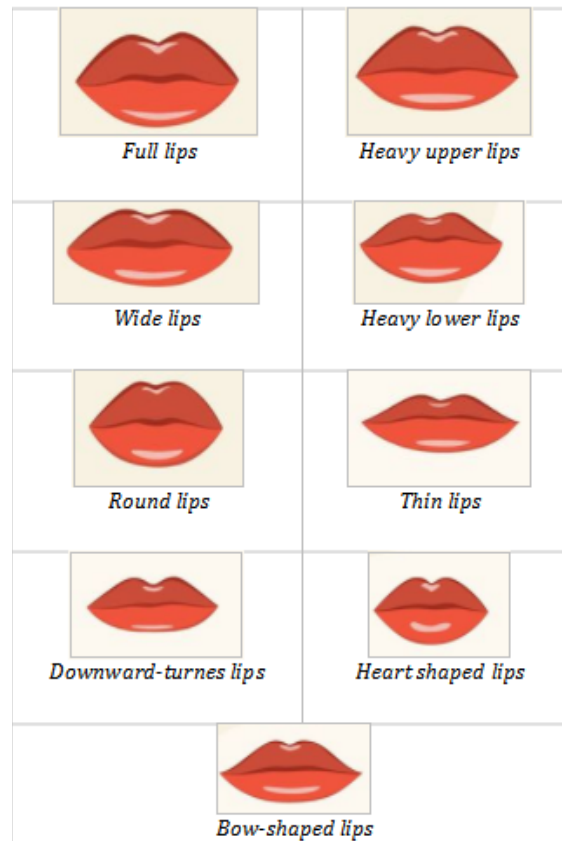 Full lips
Heavy upper lips
Wide lips
Heavy lower lips
Round lips
Thin lips
Downward-turnes lips
Heart shaped lips
Bow-shaped lips